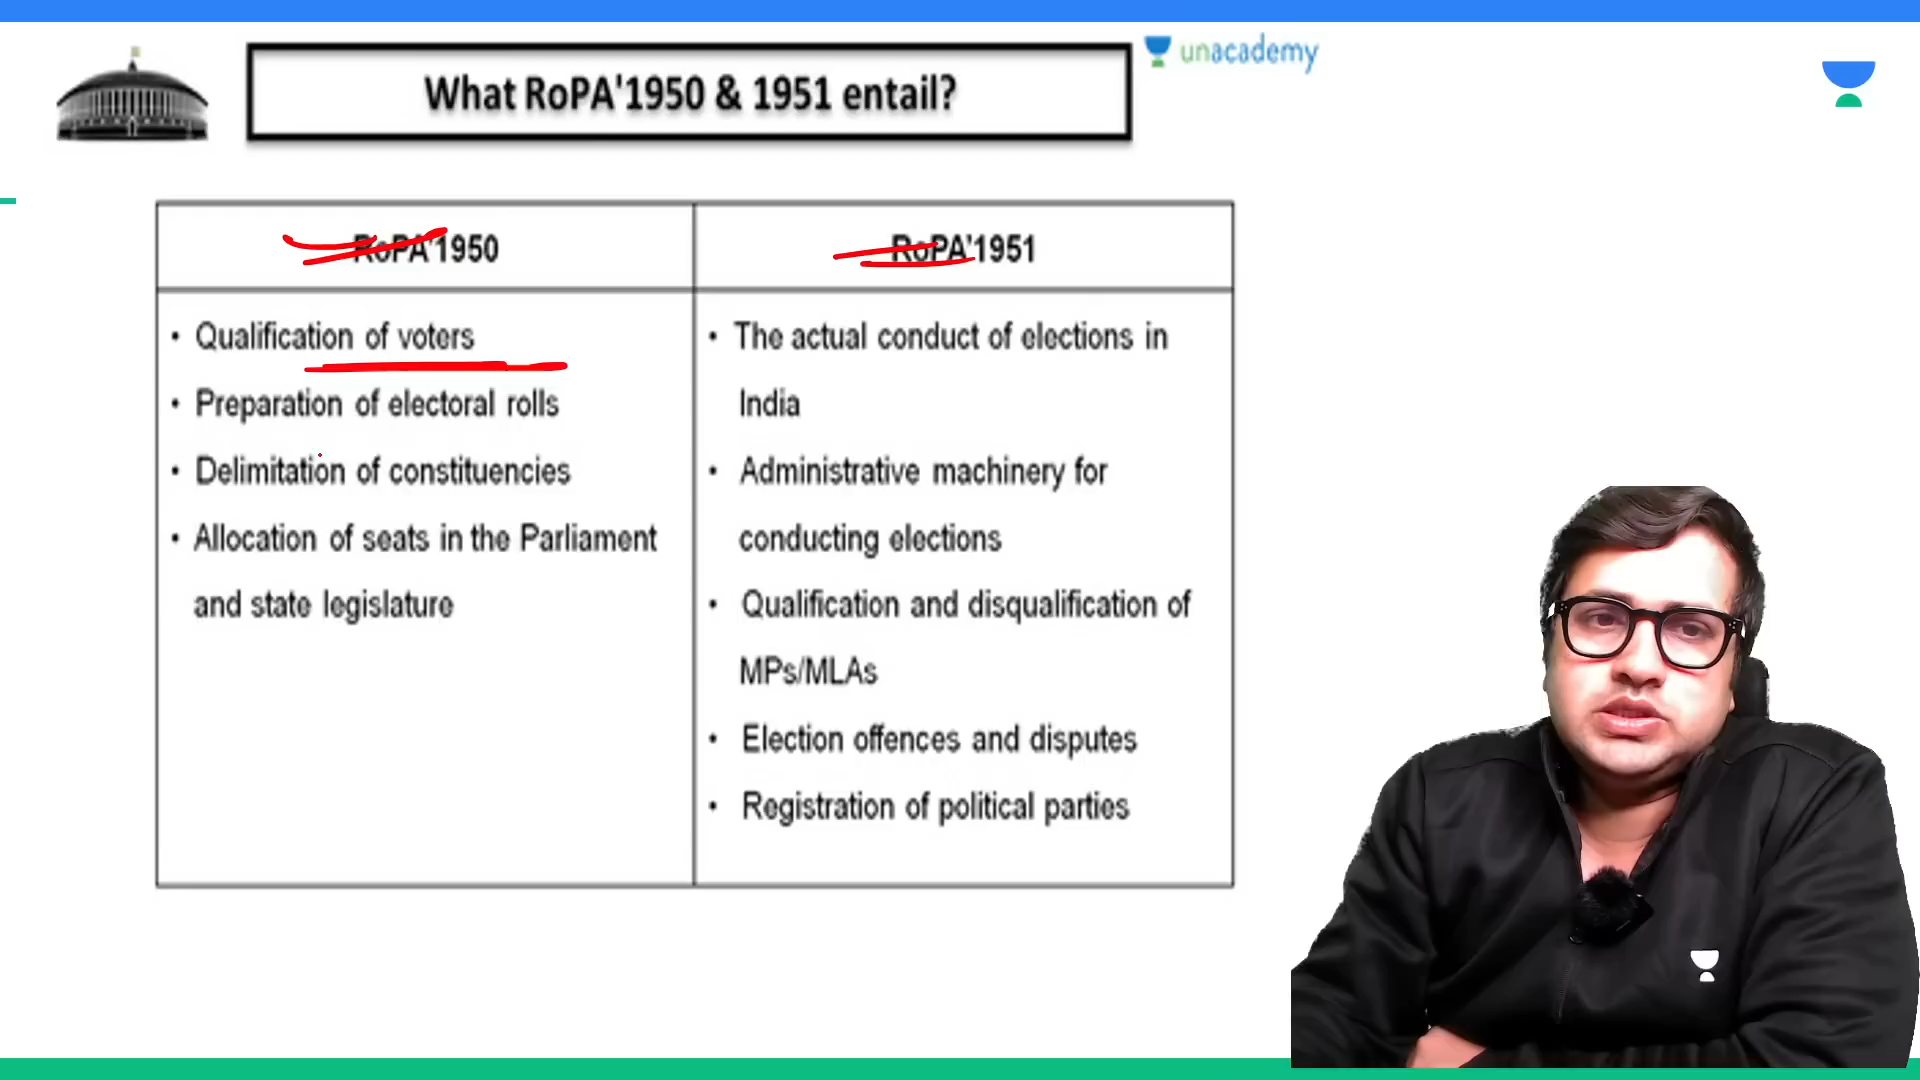 What RoPA'1950 & 1951 entail?
unacademy
RoPA'1950
RoPA'1951
• Qualification of voters
• Preparation of electoral rolls
• Delimitation of constituencies
• Allocation of seats in the Parliament
and state legislature
• The actual conduct of elections in
India
• Administrative machinery for
conducting elections
• Qualification and disqualification of
MPs/MLAs
• Election offences and disputes
• Registration of political parties